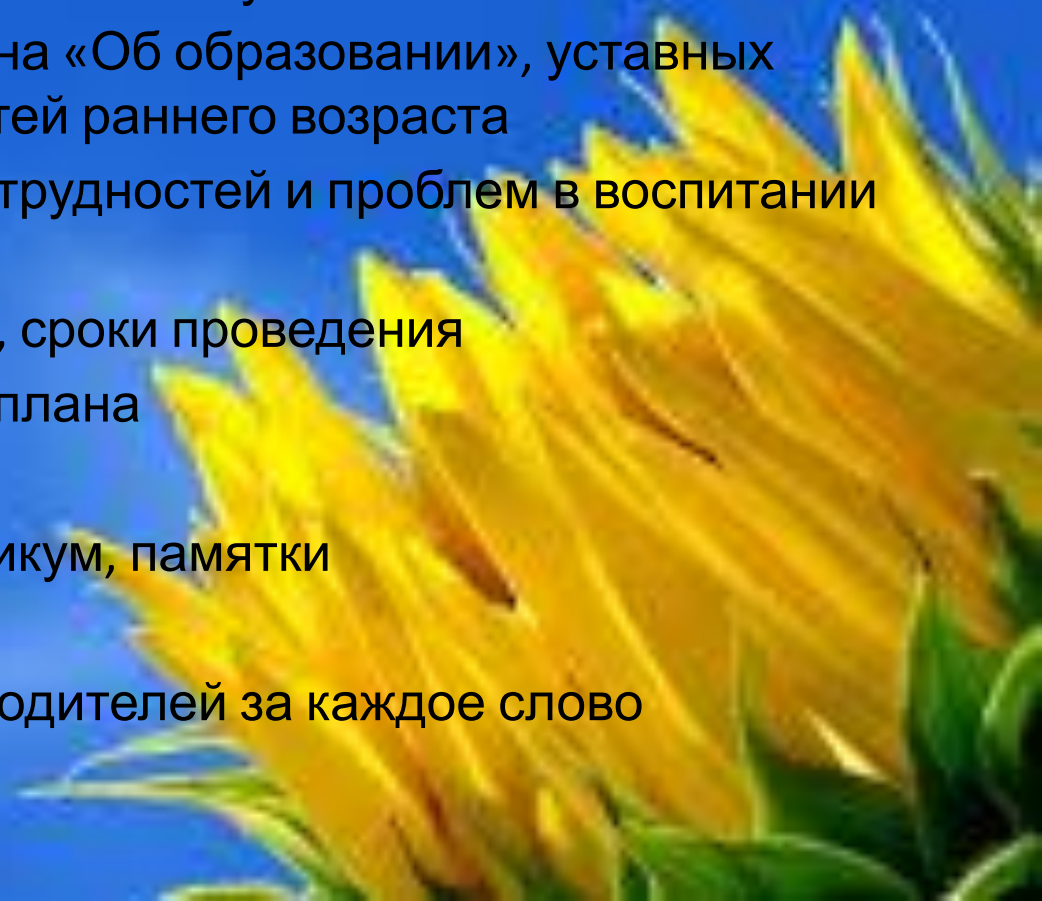 на «Об образовании», уставных
тей раннего возраста
трудностей и проблем в воспитании
, сроки проведения
плана
икум, памятки
одителей за каждое слово